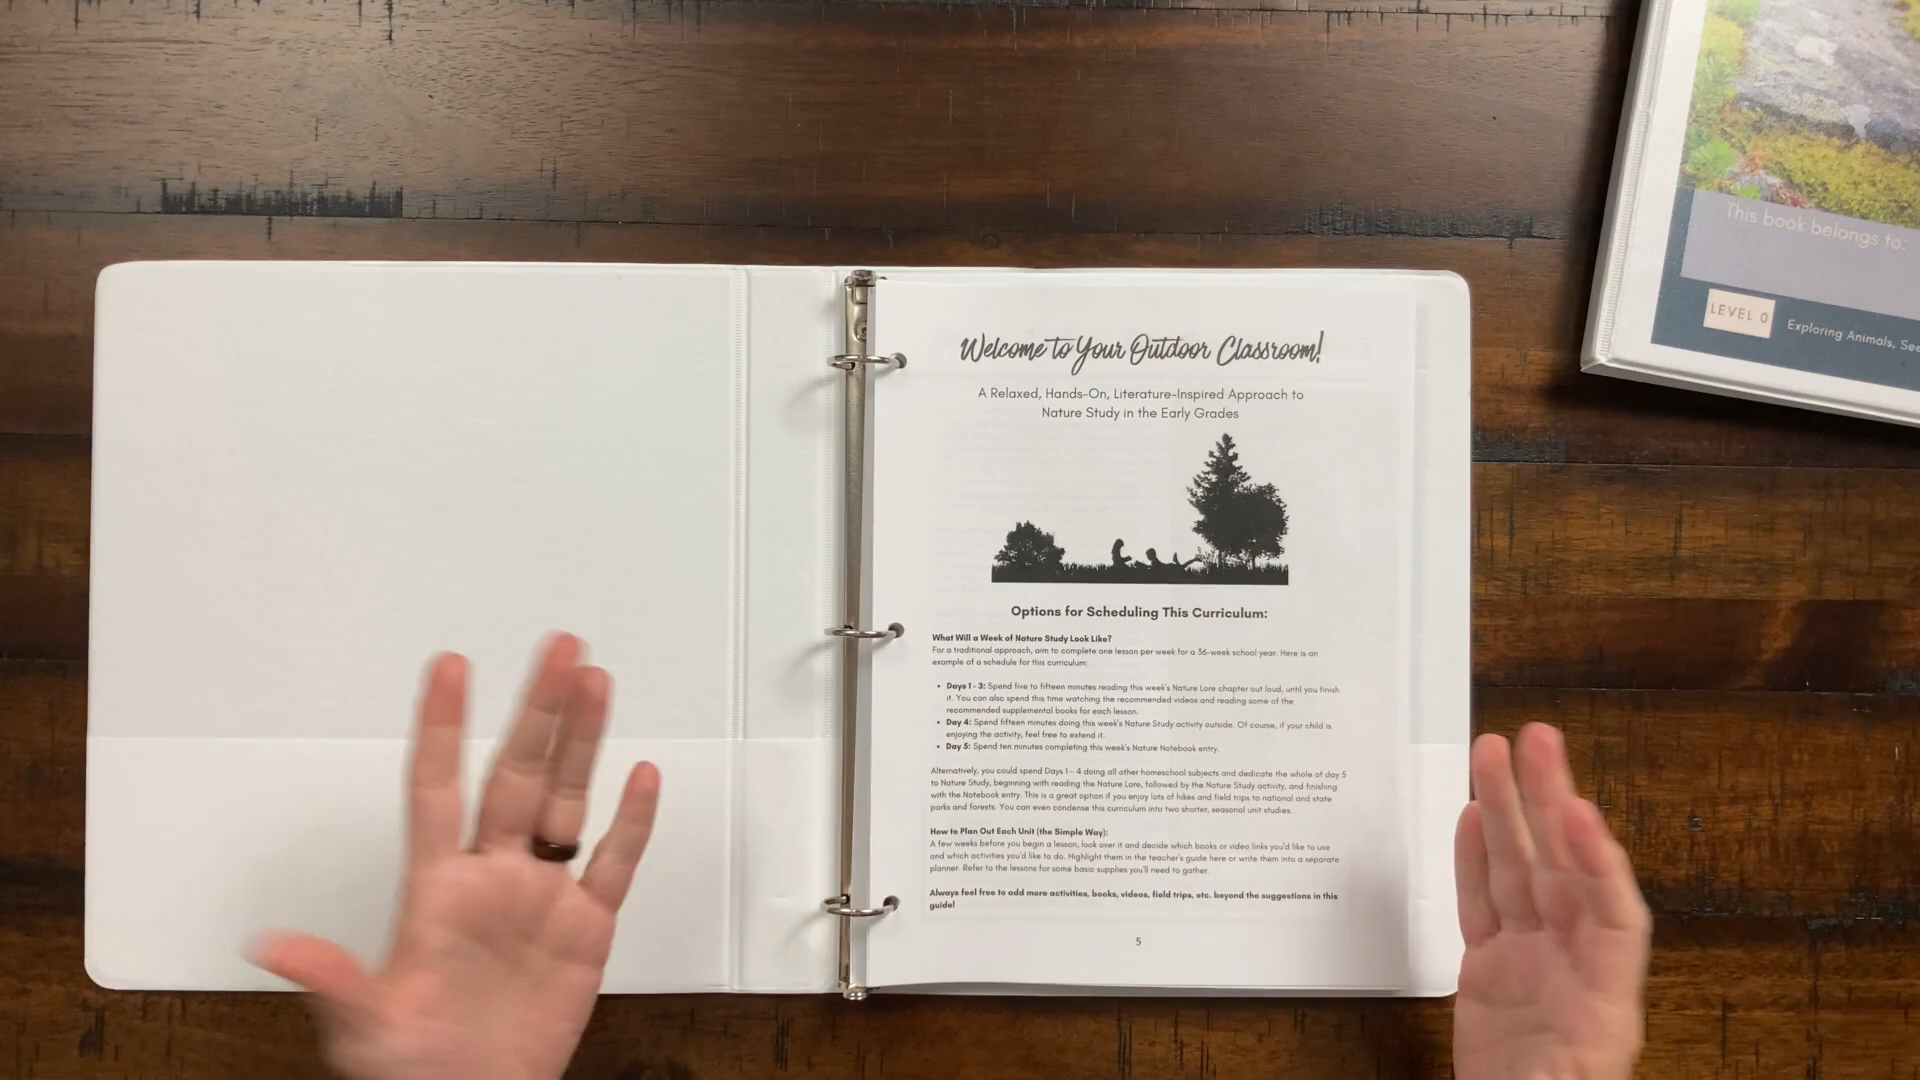 Welcome to Your Outdoor Classroom!
A Relaxed, Hands-On, Literature-Inspired Approach to
Nature Study in the Early Grades
Options for Scheduling This Curriculum:
What Will a Week of Nature Study Look Like?
For a traditional approach, aim to complete one lesson per week for a 36-week school year. Here is an
example of a schedule for this curriculum:
• Days 1 - 3: Spend five to fifteen minutes reading this week's Nature Lore chapter out loud, until you finish
it. You can also spend this time watching the recommended videos and reading some of the
recommended supplemental books for each lesson.
• Day 4: Spend fifteen minutes doing this week's Nature Study activity outside. Of course, if your child is
enjoying the activity, feel free to extend it.
• Day 5: Spend ten minutes completing this week's Nature Notebook entry.
Alternatively, you could spend Days 1 - 4 doing all other homeschool subjects and dedicate the whole of day 5
to Nature Study, beginning with reading the Nature Lore, followed by the Nature Study activity, and finishing
with the Notebook entry. This is a great option if you enjoy lots of hikes and field trips to national and state
parks and forests. You can even condense this curriculum into two shorter, seasonal unit studies.
How to Plan Out Each Unit (the Simple Way):
A few weeks before you begin a lesson, look over it and decide which books or video links you'd like to use
and which activities you'd like to do. Highlight them in the teacher's guide here or write them into a separate
planner. Refer to the lessons for some basic supplies you'll need to gather.
Always feel free to add more activities, books, videos, field trips, etc. beyond the suggestions in this
guide!
5
This book belongs to:
LEVEL 0
Exploring Animals, See